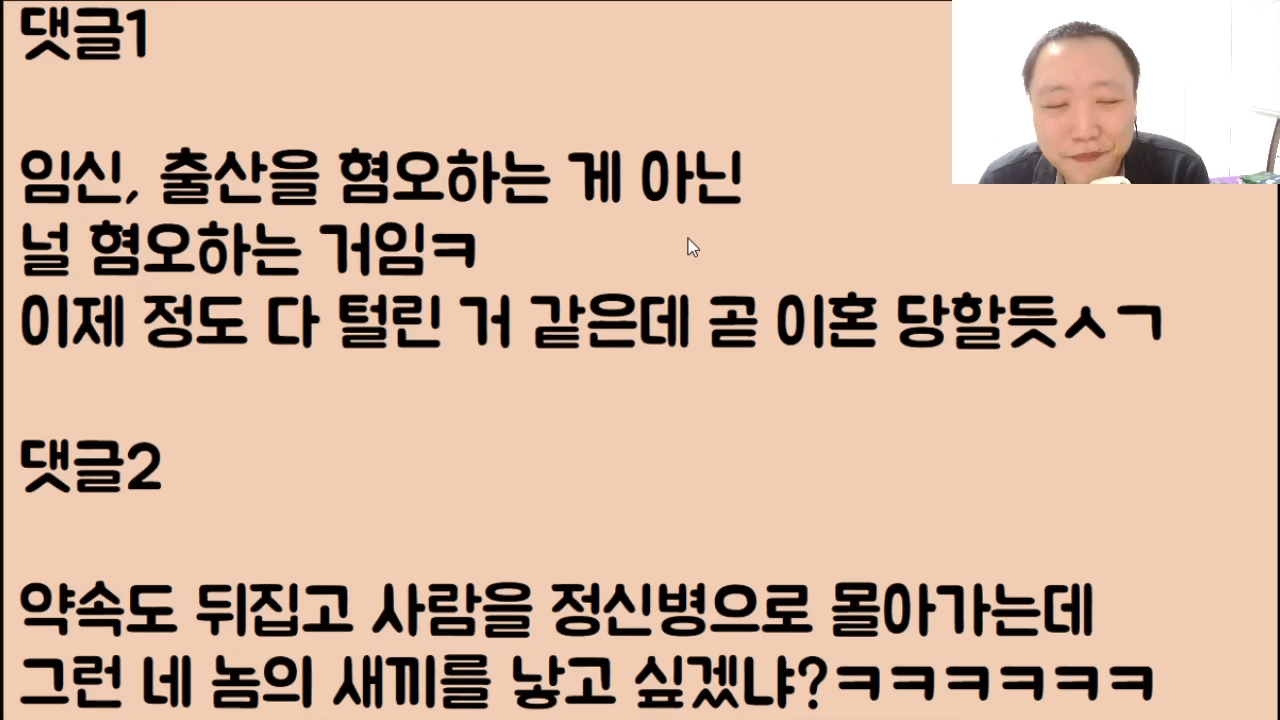 댓글1
임신, 출산을 혐오하는 게 아닌
널 혐오하는 거임ㅋ
이제 정도 다 털린 거 같은데 곧 이혼 당할듯ㅅㄱ
댓글2
약속도 뒤집고 사람을 정신병으로 몰아가는데
그런 네 놈의 새끼를 낳고 싶겠냐?ㅋㅋㅋㅋㅋㅋ